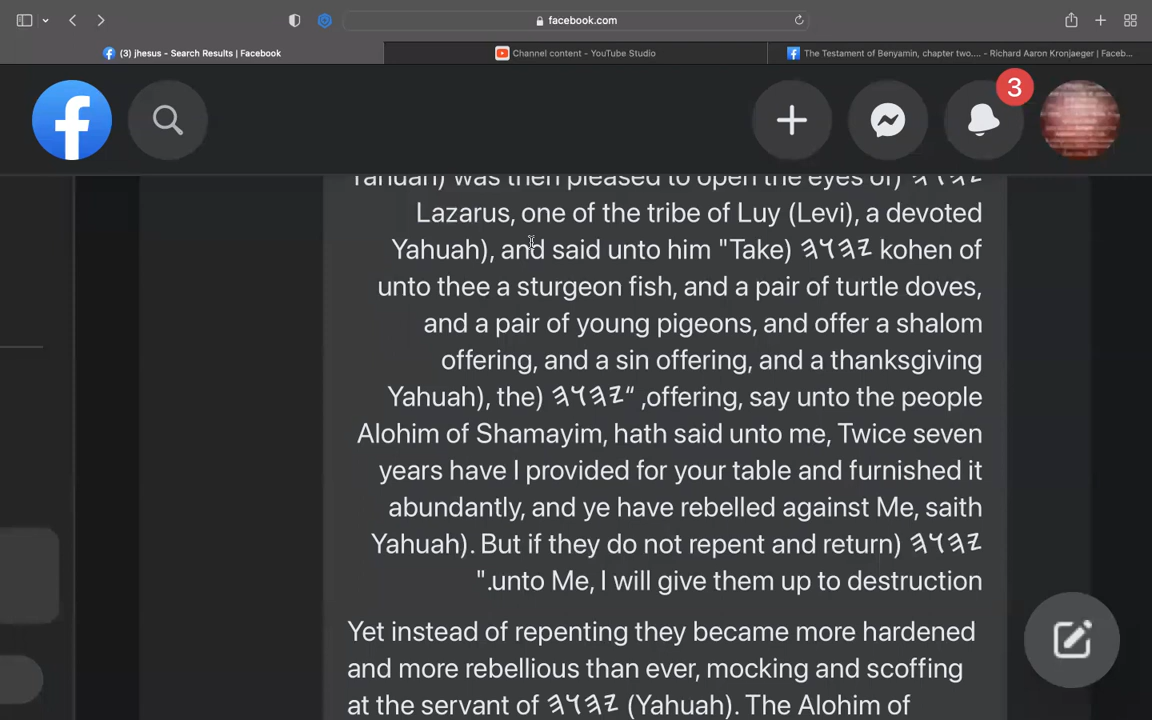 (3) jhesus - Search Results | Facebook
facebook.com
Channel content - YouTube Studio
The Testament of Benyamin, chapter two.... - Richard Aaron Kronjaeger | Faceb...
3
Yahuah) was then pleased to open the eyes of) 𐤉𐤄𐤅𐤄
Lazarus, one of the tribe of Luy (Levi), a devoted
Yahuah), and said unto him "Take) 𐤉𐤄𐤅𐤄 kohen of
unto thee a sturgeon fish, and a pair of turtle doves,
and a pair of young pigeons, and offer a shalom
offering, and a sin offering, and a thanksgiving
Yahuah), the) 𐤉𐤄𐤅𐤄“ ,offering, say unto the people
Alohim of Shamayim, hath said unto me, Twice seven
years have I provided for your table and furnished it
abundantly, and ye have rebelled against Me, saith
Yahuah). But if they do not repent and return) 𐤉𐤄𐤅𐤄
".unto Me, I will give them up to destruction
Yet instead of repenting they became more hardened
and more rebellious than ever, mocking and scoffing
at the servant of 𐤉𐤄𐤅𐤄 (Yahuah). The Alohim of